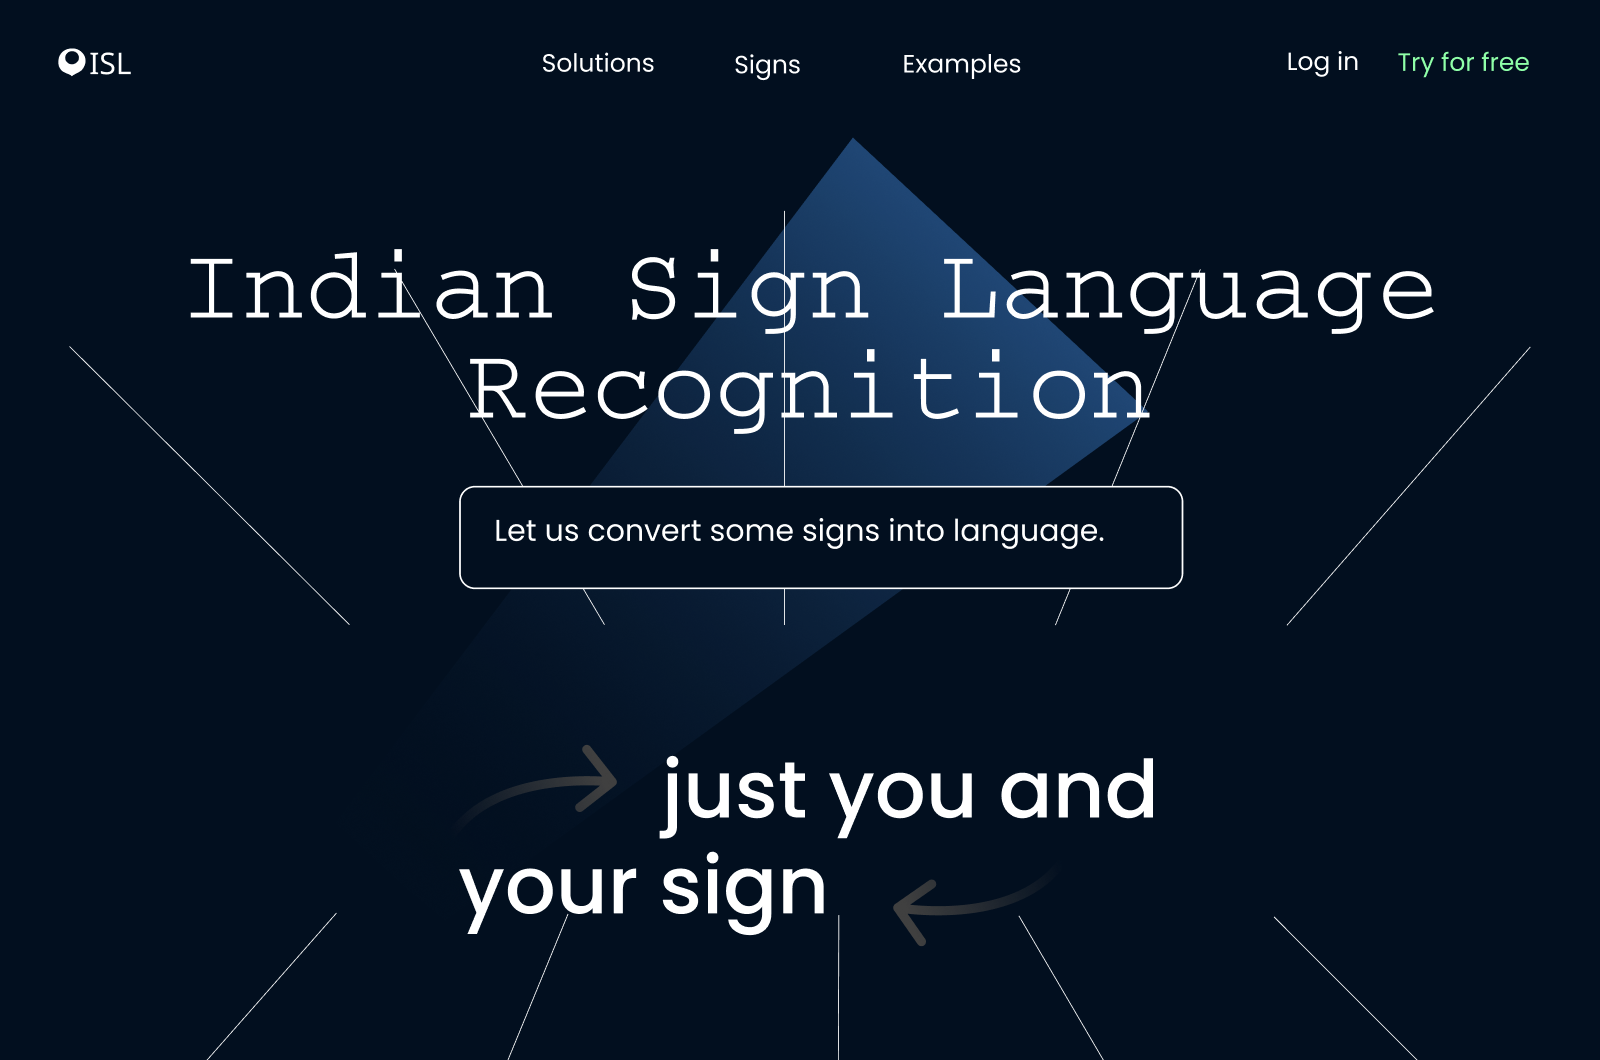 ISL
Solutions
Signs
Examples
Log in
Try for free
Indian Sign Language
Recognition
Let us convert some signs into language.
just you and
your sign